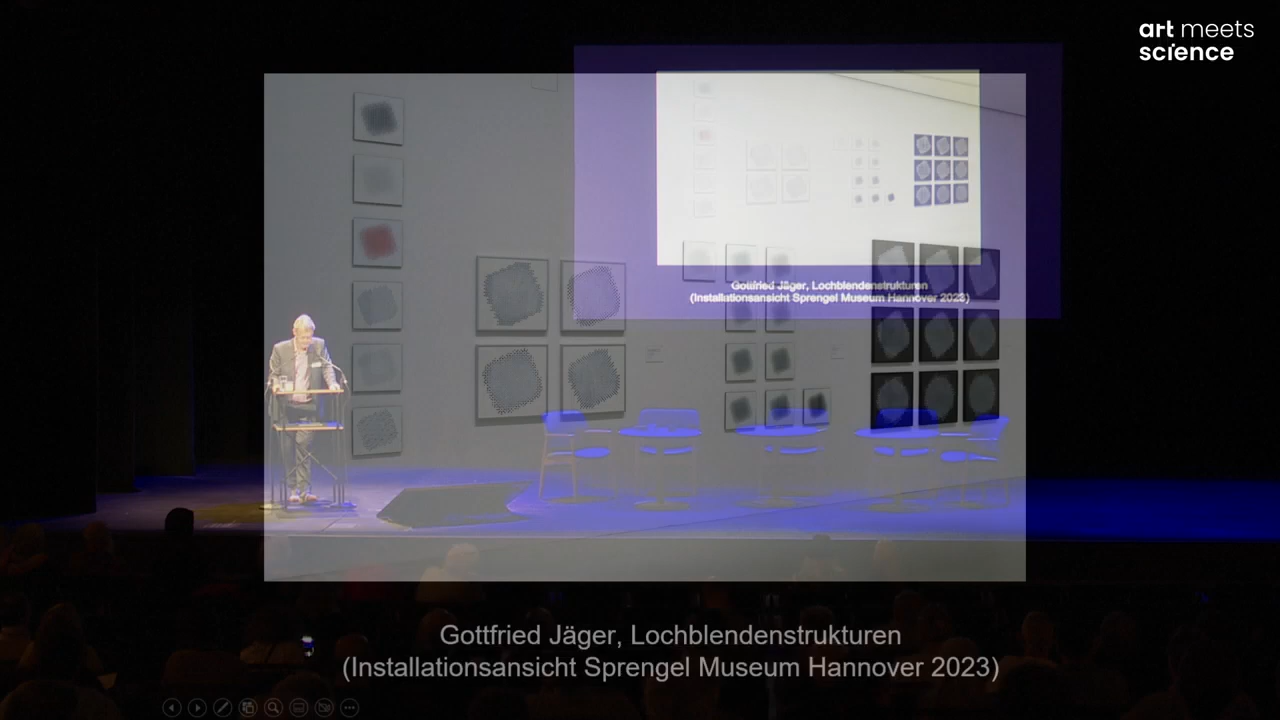 art meets
science
Gottfried Jäger, Lochblendenstrukturen
(Installationsansicht Sprengel Museum Hannover 2023)
Gottfried Jäger, Lochblendenstrukturen
(Installationsansicht Sprengel Museum Hannover 2023)